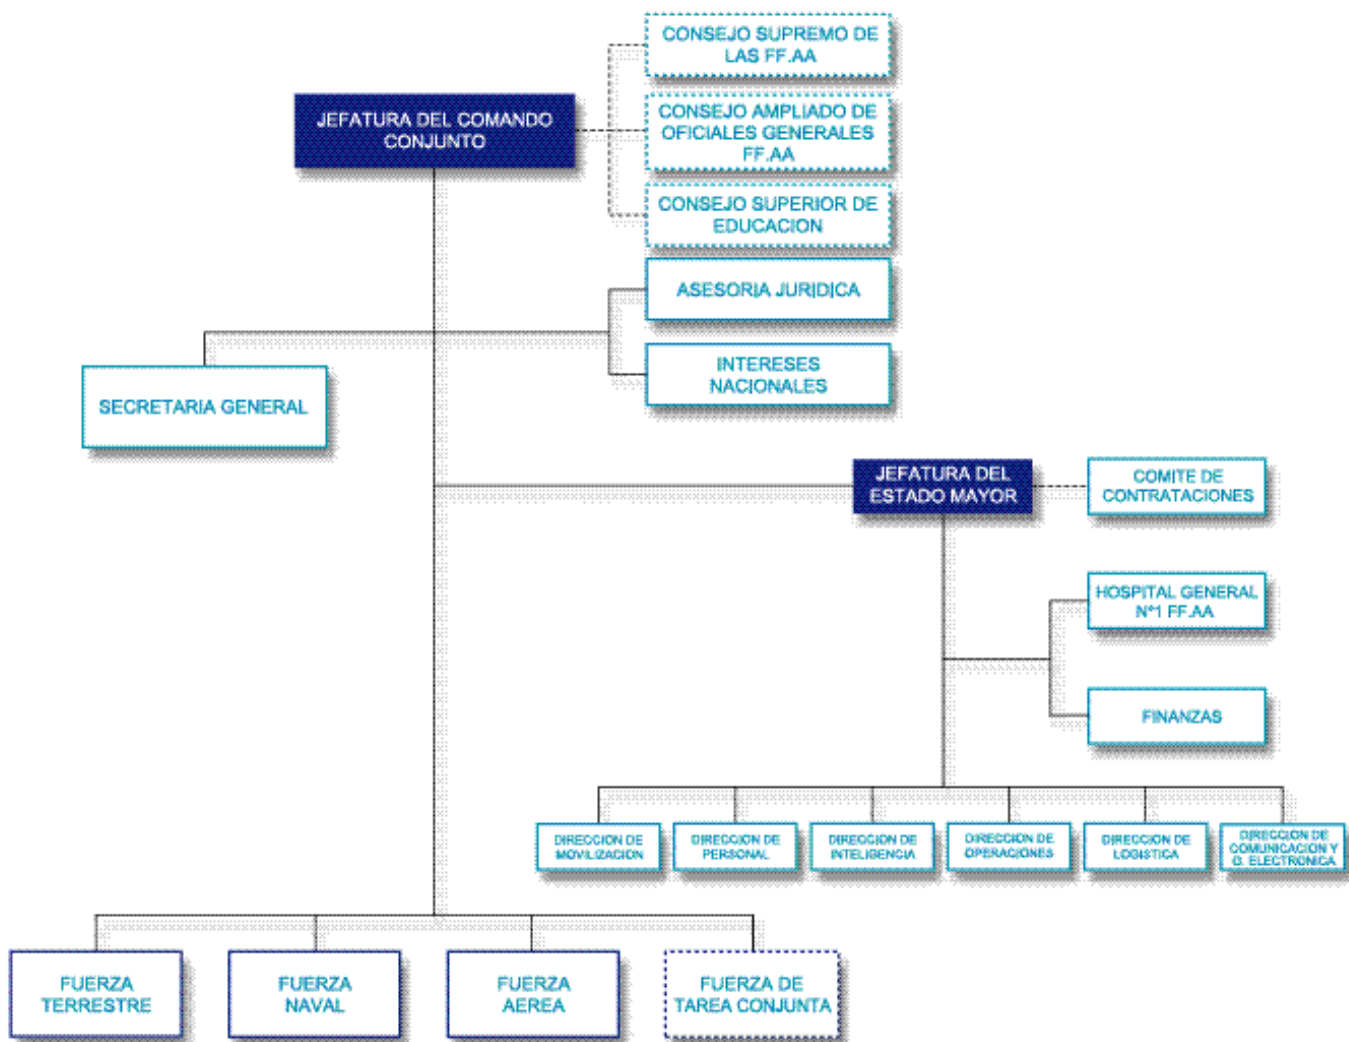 CONSEJO SUPREMO DE
LAS FF.AA
JEFATURA DEL COMANDO
CONJUNTO
CONSEJO AMPLIADO DE
OFICIALES GENERALES
FF.AA
CONSEJO SUPERIOR DE
EDUCACION
ASESORIA JURIDICA
INTERESES
NACIONALES
SECRETARIA GENERAL
JEFATURA DEL
ESTADO MAYOR
COMITE DE
CONTRATACIONES
HOSPITAL GENERAL
Nº1 FF.AA
FINANZAS
DIRECCION DE
MOVILIZACION
DIRECCION DE
PERSONAL
DIRECCION DE
INTELIGENCIA
DIRECCION DE
OPERACIONES
DIRECCION DE
LOGISTICA
DIRECCION DE
COMUNICACION Y
G. ELECTRONICA
FUERZA
TERRESTRE
FUERZA
NAVAL
FUERZA
AEREA
FUERZA DE
TAREA CONJUNTA